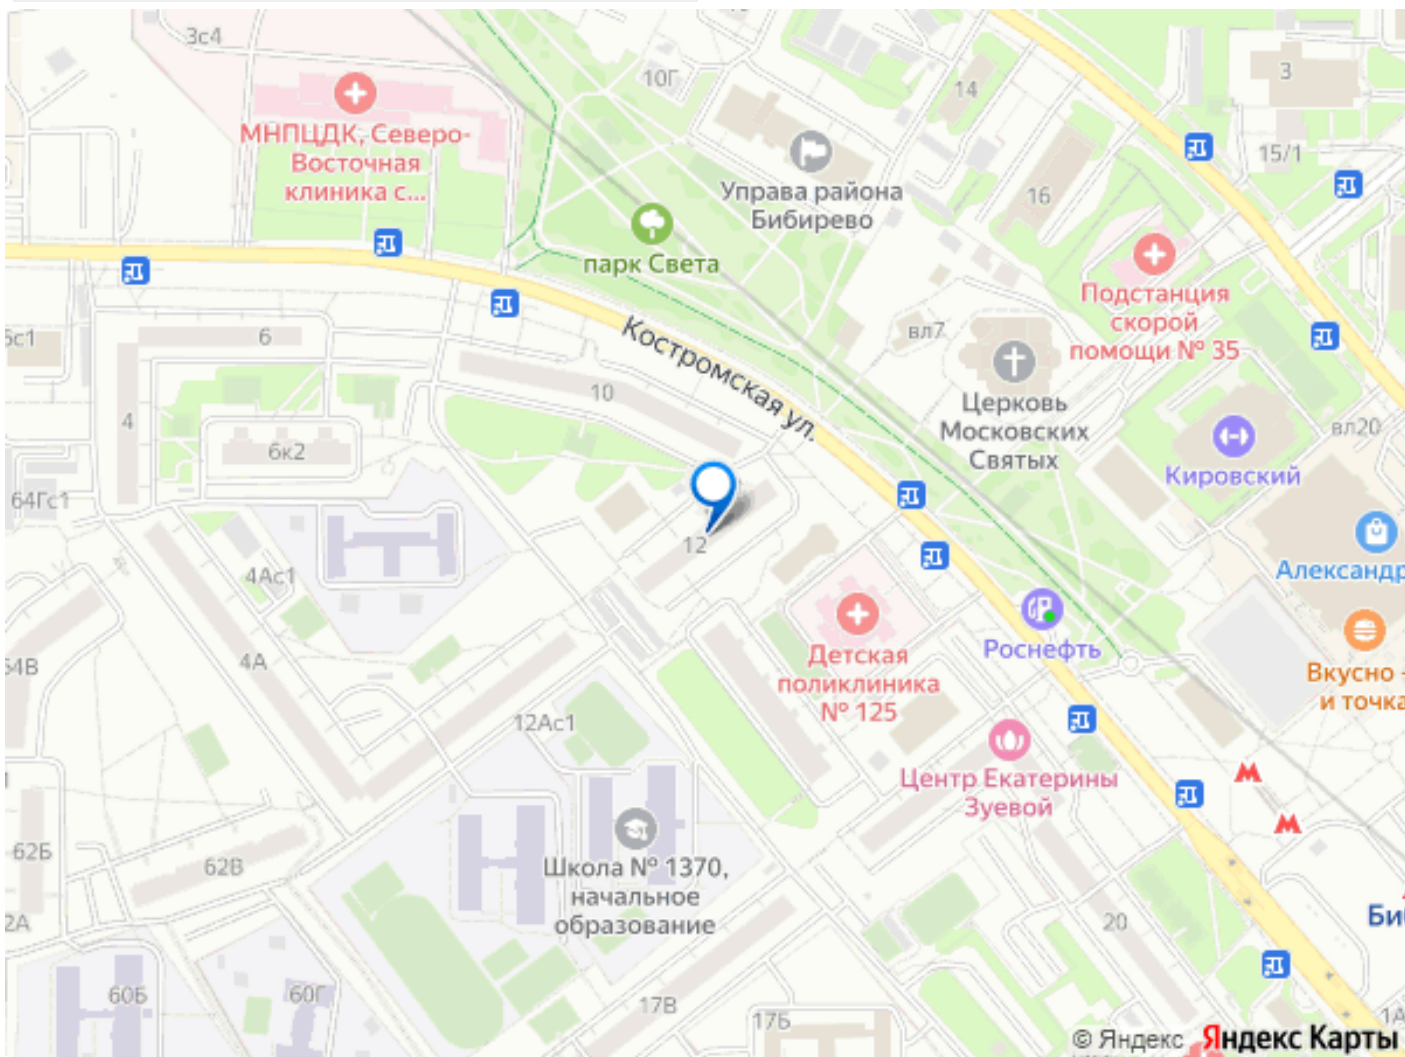 3с4
10Г
14
3
МНПЦДК, Северо-
Восточная
клиника с...
Управа района
Бибирево
15/1
16
парк Света
Подстанция
скорой
помощи № 35
вл7
Костромская ул.
6
10
4
6к2
Церковь
Московских
Святых
вл20
Кировский
64Гс1
12
4Ас1
Александр
Роснефть
4А
Детская
поликлиника
№ 125
Вкусно -
и точка
12Ас1
Центр Екатерины
Зуевой
62Б
62В
Школа № 1370,
начальное
образование
20
2А
Би
60Б
60Г
17В
17Б
1А
© Яндекс Яндекс Карты